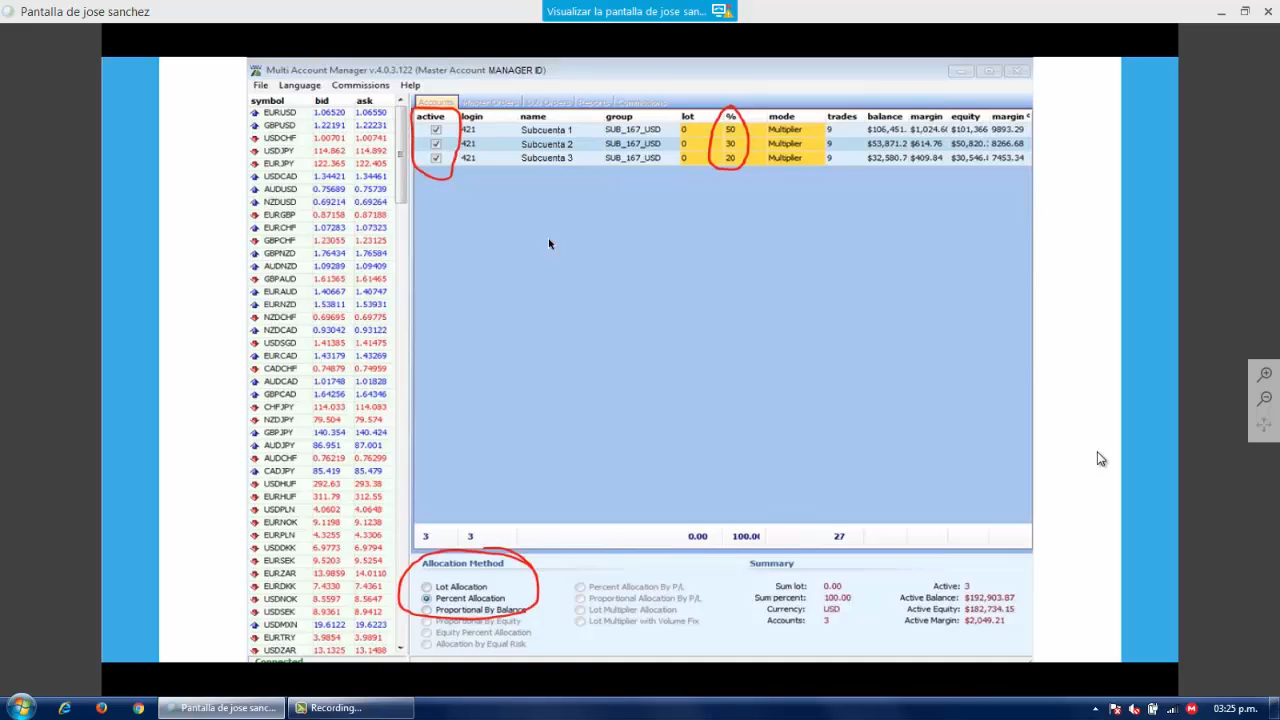 Pantalla de jose sanchez
Visualizar la pantalla de jose san...
Multi Account Manager v.4.0.3.122 (Master Account MANAGER ID)
File Language Commissions Help
symbol bid ask
Accounts Master Orders Sub Orders Reports Commissions
active login name group lot % mode trades balance margin equity margin <
421 Subcuenta 1 SUB_167_USD 0 50 Multiplier 9 $106,451. $1,024.6 $101,366 9893.29
421 Subcuenta 2 SUB_167_USD 0 30 Multiplier 9 $53,871.2 $614.76 $50,820. 8266.68
421 Subcuenta 3 SUB_167_USD 0 20 Multiplier 9 $32,580.7 $409.84 $30,546. 7453.34
EURUSD 1.06520 1.06550
GBPUSD 1.22191 1.22231
USDCHF 1.00701 1.00741
USDJPY 114.862 114.892
EURJPY 122.365 122.405
USDCAD 1.34421 1.34461
AUDUSD 0.75689 0.75739
NZDUSD 0.69214 0.69264
EURGBP 0.87158 0.87188
EURCHF 1.07283 1.07323
GBPCHF 1.23055 1.23125
GBPNZD 1.76434 1.76584
AUDNZD 1.09289 1.09409
GBPAUD 1.61365 1.61465
EURAUD 1.40667 1.40747
EURNZD 1.53811 1.53931
NZDCHF 0.69695 0.69775
NZDCAD 0.93042 0.93122
USDSGD 1.41385 1.41475
EURCAD 1.43179 1.43269
CADCHF 0.74879 0.74959
AUDCAD 1.01748 1.01828
GBPCAD 1.64256 1.64346
CHFJPY 114.033 114.083
NZDJPY 79.504 79.574
GBPJPY 140.354 140.424
AUDJPY 86.951 87.001
AUDCHF 0.76219 0.76299
CADJPY 85.419 85.479
USDHUF 292.63 293.38
EURHUF 311.79 312.55
USDPLN 4.0602 4.0648
EURNOK 9.1198 9.1238
EURPLN 4.3255 4.3306
USDDKK 6.9773 6.9794
EURSEK 9.5203 9.5254
EURZAR 13.9859 14.0110
EURDKK 7.4330 7.4361
USDNOK 8.5597 8.5647
USDSEK 8.9361 8.9412
USDMXN 19.6122 19.6223
EURTRY 3.9854 3.9891
USDZAR 13.1325 13.1488
Connected
3 3 0.00 100.0 27
Allocation Method
Lot Allocation
Percent Allocation
Proportional By Balance
Proportional By Equity
Equity Percent Allocation
Allocation by Equal Risk
Percent Allocation By P/L
Proportional Allocation By P/L
Lot Multiplier Allocation
Lot Multiplier with Volume Fix
Summary
Sum lot: 0.00 Active: 3
Sum percent: 100.00 Active Balance: $192,903.87
Currency: USD Active Equity: $182,734.15
Accounts: 3 Active Margin: $2,049.21
Pantalla de jose sanc...
Recording...
03:25 p.m.